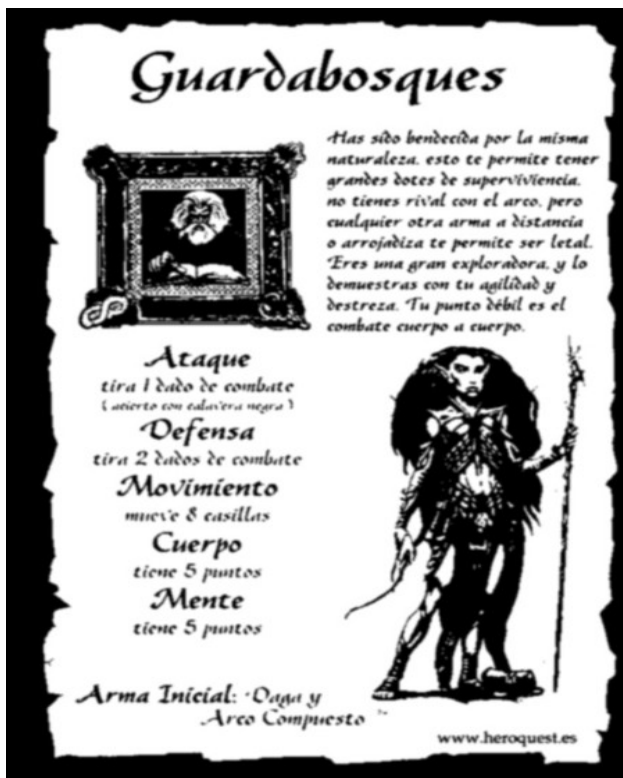 Guardabosques
Has sido bendecida por la misma
naturaleza, esto te permite tener
grandes dotes de superviviencia,
no tienes rival con el arco, pero
cualquier otra arma a distancia
o arrojadiza te permite ser letal.
Eres una gran exploradora, y lo
demuestras con tu agilidad y
destreza. Tu punto débil es el
combate cuerpo a cuerpo.
Ataque
tira 1 dado de combate
( acierto con calavera negra )
Defensa
tira 2 dados de combate
Movimiento
mueve 8 casillas
Cuerpo
tiene 5 puntos
Mente
tiene 5 puntos
Arma Inicial: Daga y
Arco Compuesto
www.heroquest.es